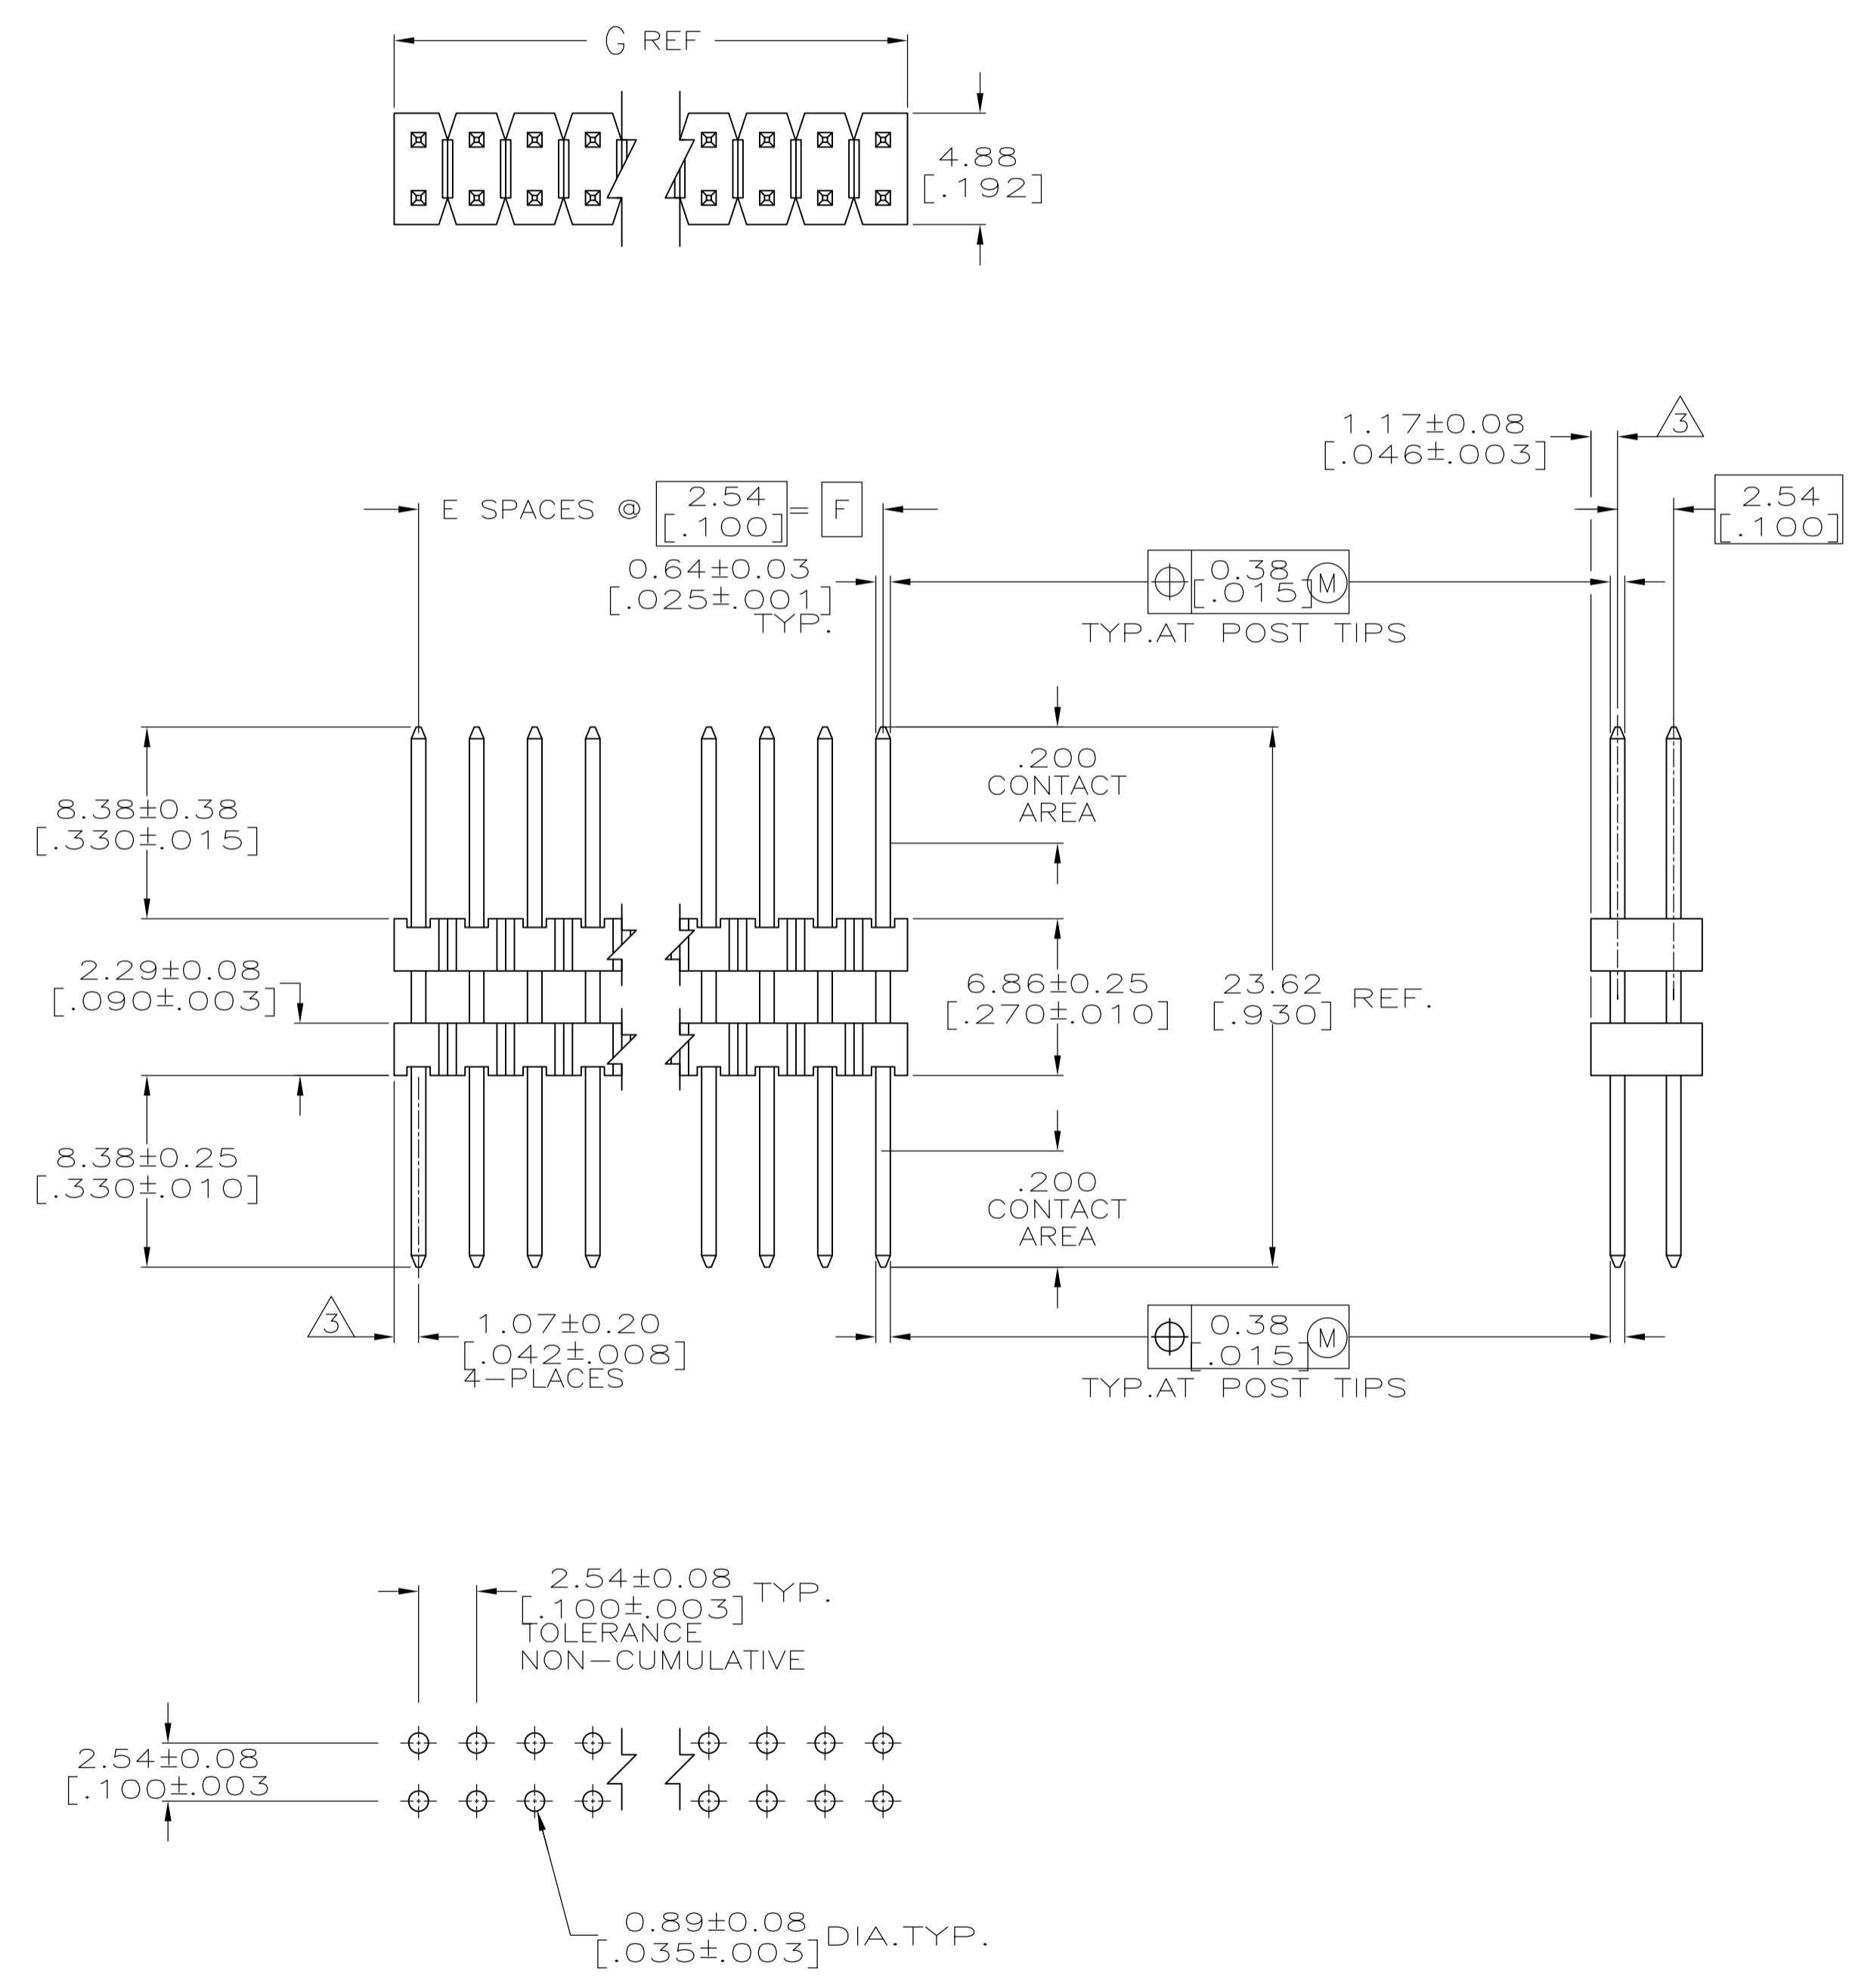 G REF
4.88
[.192]
1.17±0.08
[.046±.003]
3
E SPACES @ 2.54 = F
[.100]
2.54
[.100]
0.64±0.03
[.025±.001]
TYP.
0.38 M
[.015]
TYP.AT POST TIPS
.200
CONTACT
AREA
8.38±0.38
[.330±.015]
2.29±0.08
[.090±.003]
6.86±0.25
[.270±.010]
23.62 REF.
[.930]
8.38±0.25
[.330±.010]
.200
CONTACT
AREA
3
1.07±0.20
[.042±.008]
4-PLACES
0.38 M
[.015]
TYP.AT POST TIPS
2.54±0.08 TYP.
[.100±.003]
TOLERANCE
NON-CUMULATIVE
2.54±0.08
[.100±.003
0.89±0.08 DIA.TYP.
[.035±.003]